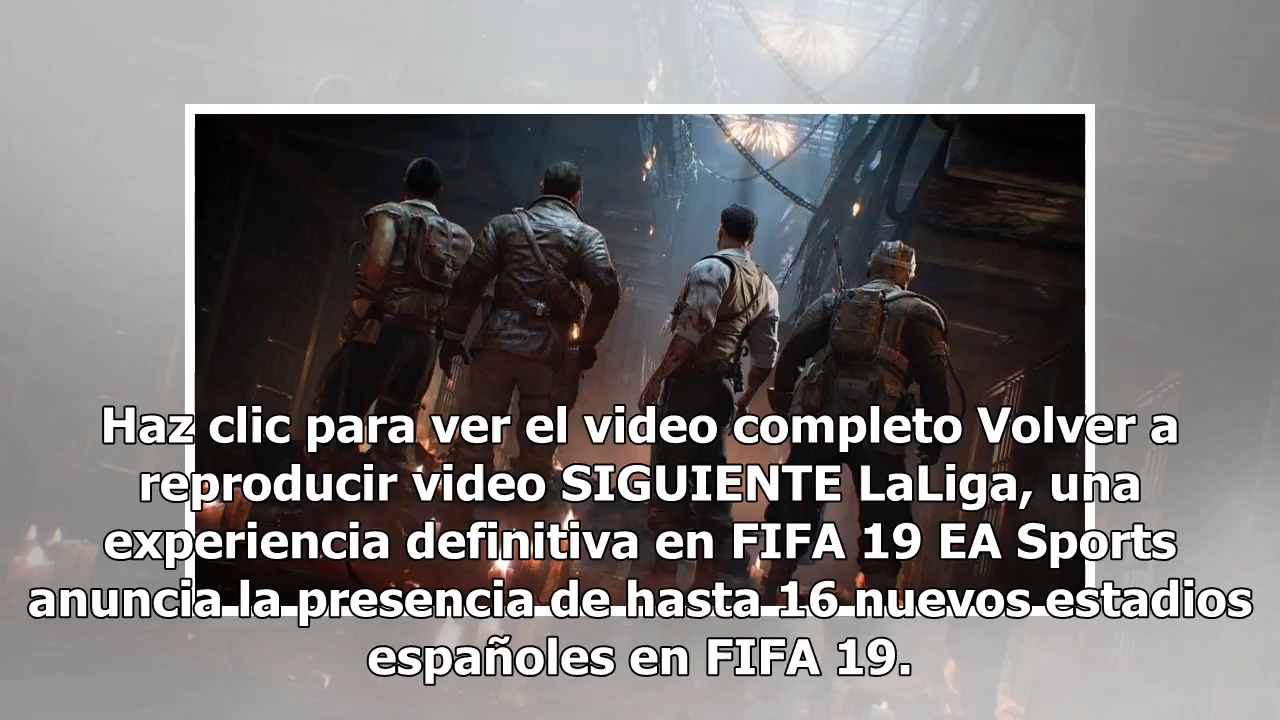 Haz clic para ver el video completo Volver a
reproducir video SIGUIENTE LaLiga, una
experiencia definitiva en FIFA 19 EA Sports
anuncia la presencia de hasta 16 nuevos estadios
españoles en FIFA 19.